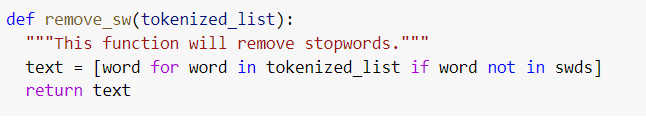 def remove_sw(tokenized_list):
  """This function will remove stopwords."""
  text = [word for word in tokenized_list if word not in swds]
  return text